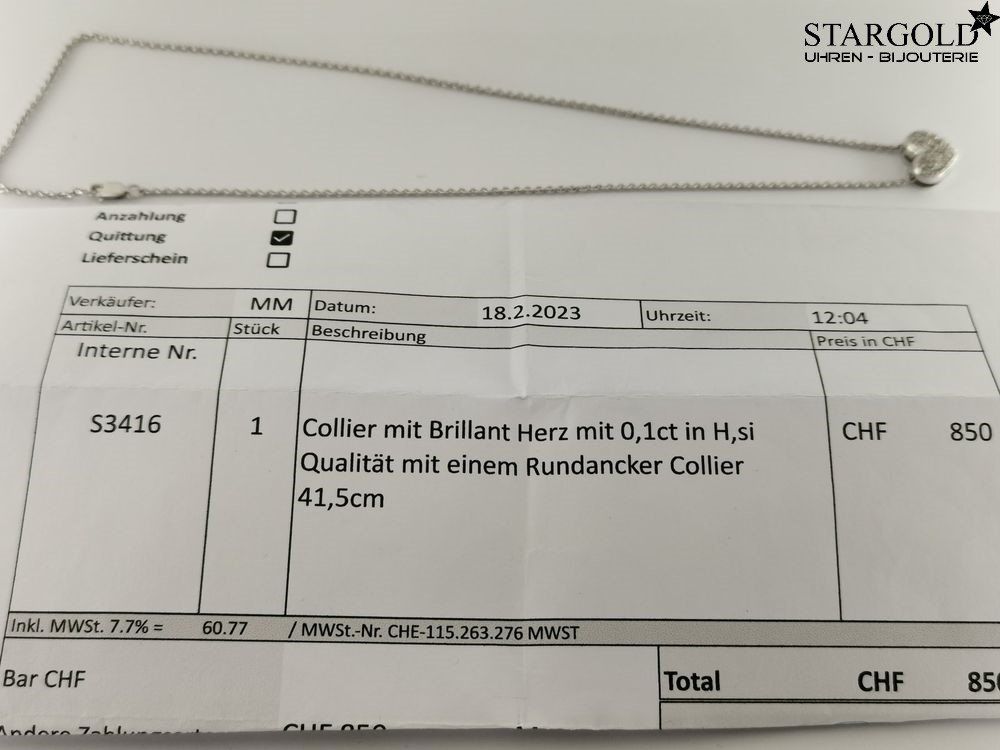 STARGOLD
UHREN - BIJOUTERIE
Anzahlung
Quittung
Lieferschein
Verkäufer: MM Datum: 18.2.2023 Uhrzeit: 12:04
Artikel-Nr. Stück Beschreibung Preis in CHF
Interne Nr.
S3416 1 Collier mit Brillant Herz mit 0,1ct in H,si CHF 850
Qualität mit einem Rundancker Collier
41,5cm
Inkl. MWSt. 7.7% = 60.77 / MWSt.-Nr. CHE-115.263.276 MWST
Bar CHF Total CHF 850
CHF 850